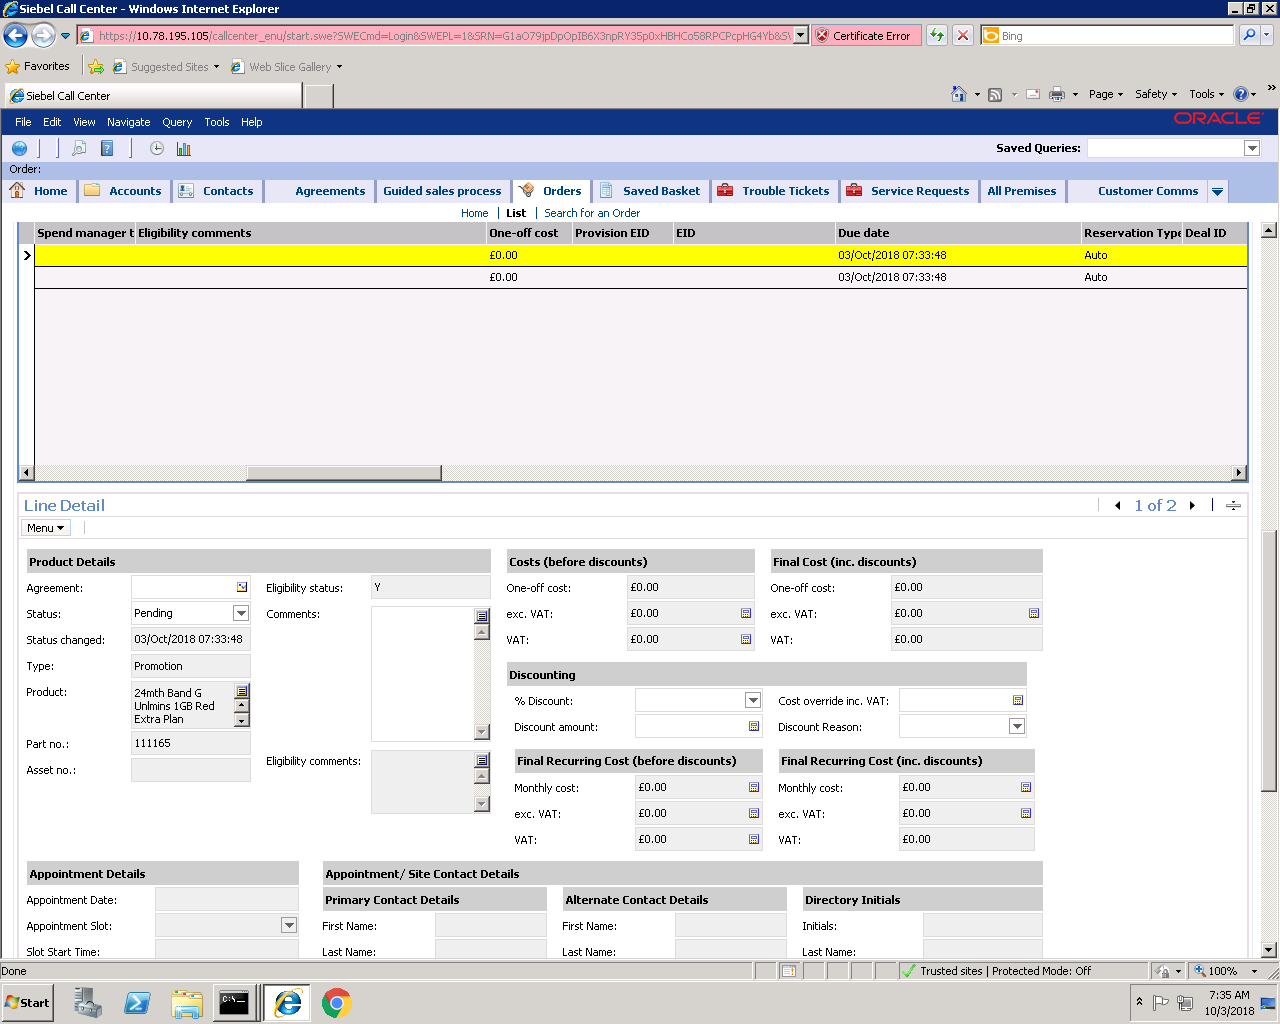 Siebel Call Center - Windows Internet Explorer
https://10.78.195.105/callcenter_enu/start.swe?SWECmd=Login&SWEPL=1&SRN=G1aO79jpDpOpIB6X3npRY35p0xHBHCo58RPCPcpHG4Yb&SV
Certificate Error
Bing
Favorites
Suggested Sites
Web Slice Gallery
Siebel Call Center
Page Safety Tools
File Edit View Navigate Query Tools Help
ORACLE
Saved Queries:
Order:
Home Accounts Contacts Agreements Guided sales process Orders Saved Basket Trouble Tickets Service Requests All Premises Customer Comms
Home | List | Search for an Order
Spend manager t Eligibility comments One-off cost Provision EID EID Due date Reservation Type Deal ID
£0.00 03/Oct/2018 07:33:48 Auto
£0.00 03/Oct/2018 07:33:48 Auto
Line Detail
1 of 2
Menu
Product Details Costs (before discounts) Final Cost (inc. discounts)
Agreement: Eligibility status: Y One-off cost: £0.00 One-off cost: £0.00
Status: Pending Comments: exc. VAT: £0.00 exc. VAT: £0.00
Status changed: 03/Oct/2018 07:33:48 VAT: £0.00 VAT: £0.00
Type: Promotion
Discounting
Product: 24mth Band G
Unlmins 1GB Red
Extra Plan
% Discount: Cost override inc. VAT:
Discount amount: Discount Reason:
Part no.: 111165
Asset no.: Eligibility comments:
Final Recurring Cost (before discounts) Final Recurring Cost (inc. discounts)
Monthly cost: £0.00 Monthly cost: £0.00
exc. VAT: £0.00 exc. VAT: £0.00
VAT: £0.00 VAT: £0.00
Appointment Details Appointment/ Site Contact Details
Appointment Date: Primary Contact Details Alternate Contact Details Directory Initials
Appointment Slot: First Name: First Name: Initials:
Slot Start Time: Last Name: Last Name: Last Name:
Done
Trusted sites | Protected Mode: Off
100%
Start
C:\.
7:35 AM
10/3/2018